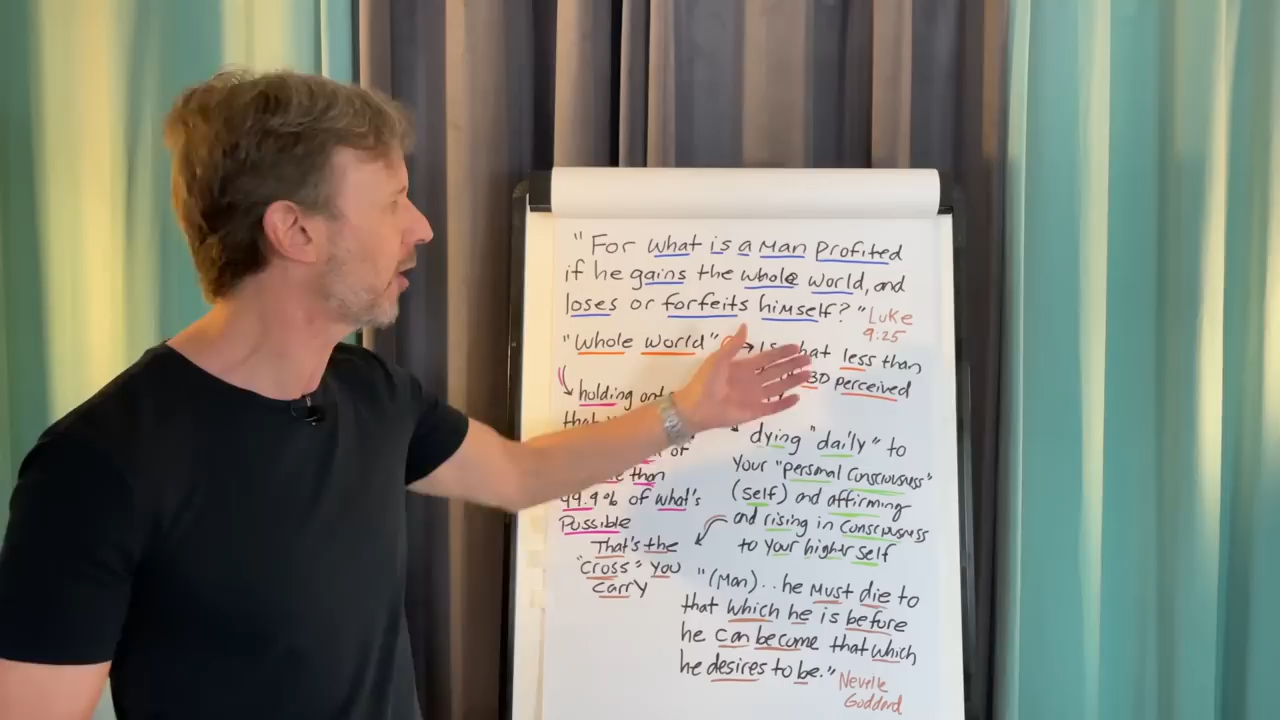 "For what is a man profited
if he gains the whole world, and
loses or forfeits himself?"
Luke
9:25
"Whole world"
less than
3D perceived
holding
that
of
than
99.9% of what's
Possible
That's the
"cross" you
carry
dying "daily" to
your "personal consciousness"
(self) and affirming
and rising in consciousness
to your higher self
"(Man).. he must die to
that which he is before
he can become that which
he desires to be."
Neville
Goddard